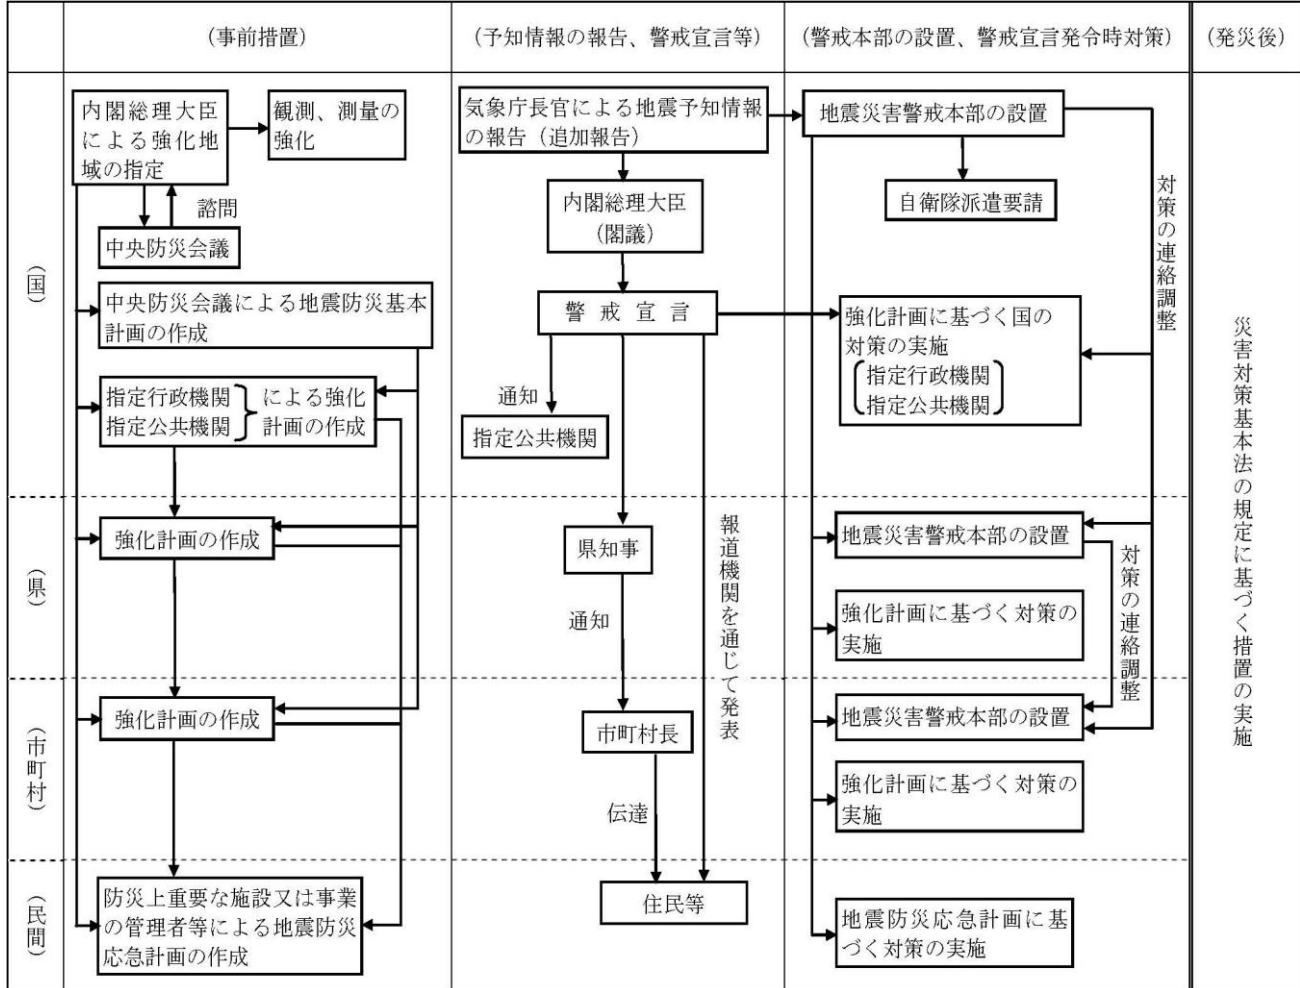 (事前措置)
(予知情報の報告、警戒宣言等)
(警戒本部の設置、警戒宣言発令時対策)
(発災後)
(国)
内閣総理大臣
による強化地
域の指定
観測、測量の
強化
諮問
中央防災会議
中央防災会議による地震防災基本
計画の作成
指定行政機関
指定公共機関
による強化
計画の作成
気象庁長官による地震予知情報
の報告(追加報告)
内閣総理大臣
(閣議)
警戒宣言
通知
指定公共機関
地震災害警戒本部の設置
自衛隊派遣要請
対策の連絡調整
強化計画に基づく国の
対策の実施
指定行政機関
指定公共機関
(県)
強化計画の作成
県知事
通知
報道機関を通じて発表
地震災害警戒本部の設置
強化計画に基づく対策の
実施
対策の連絡調整
(市町村)
強化計画の作成
市町村長
伝達
地震災害警戒本部の設置
強化計画に基づく対策の
実施
(民間)
防災上重要な施設又は事業
の管理者等による地震防災
応急計画の作成
住民等
地震防災応急計画に基
づく対策の実施
災害対策基本法の規定に基づく措置の実施